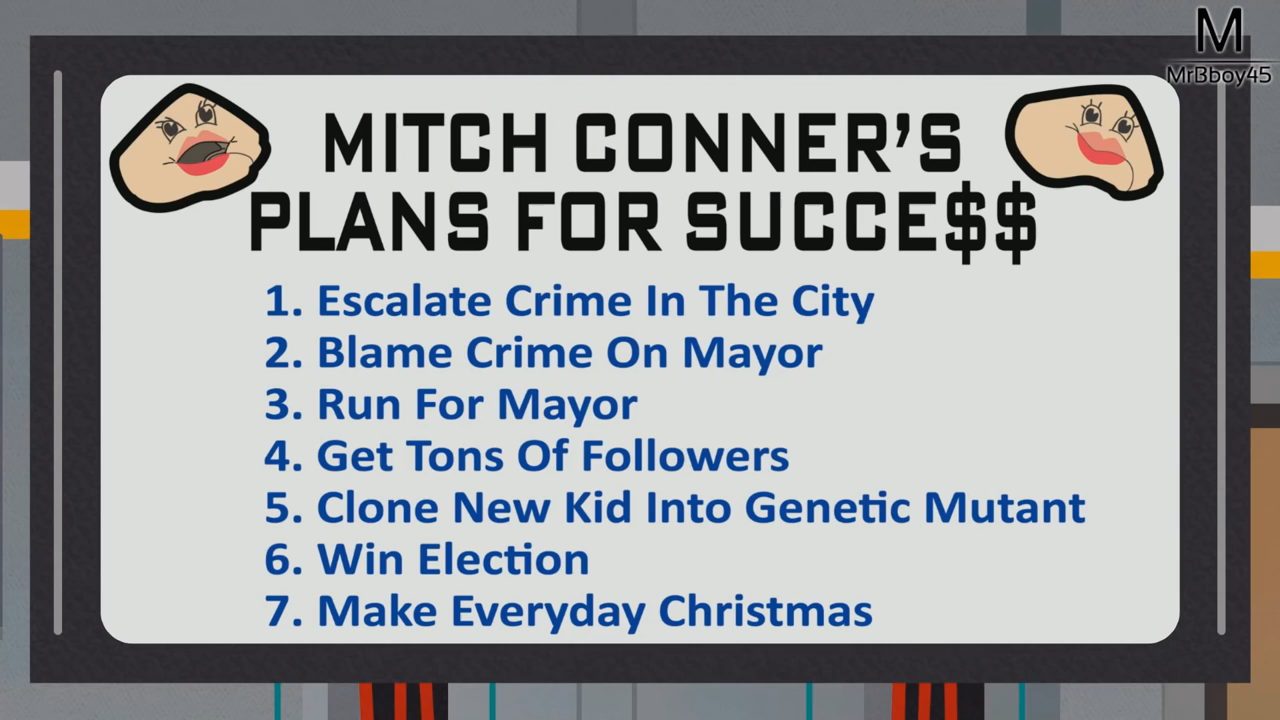 M
MrBboy45
MITCH CONNER'S
PLANS FOR SUCCE$$
1. Escalate Crime In The City
2. Blame Crime On Mayor
3. Run For Mayor
4. Get Tons Of Followers
5. Clone New Kid Into Genetic Mutant
6. Win Election
7. Make Everyday Christmas